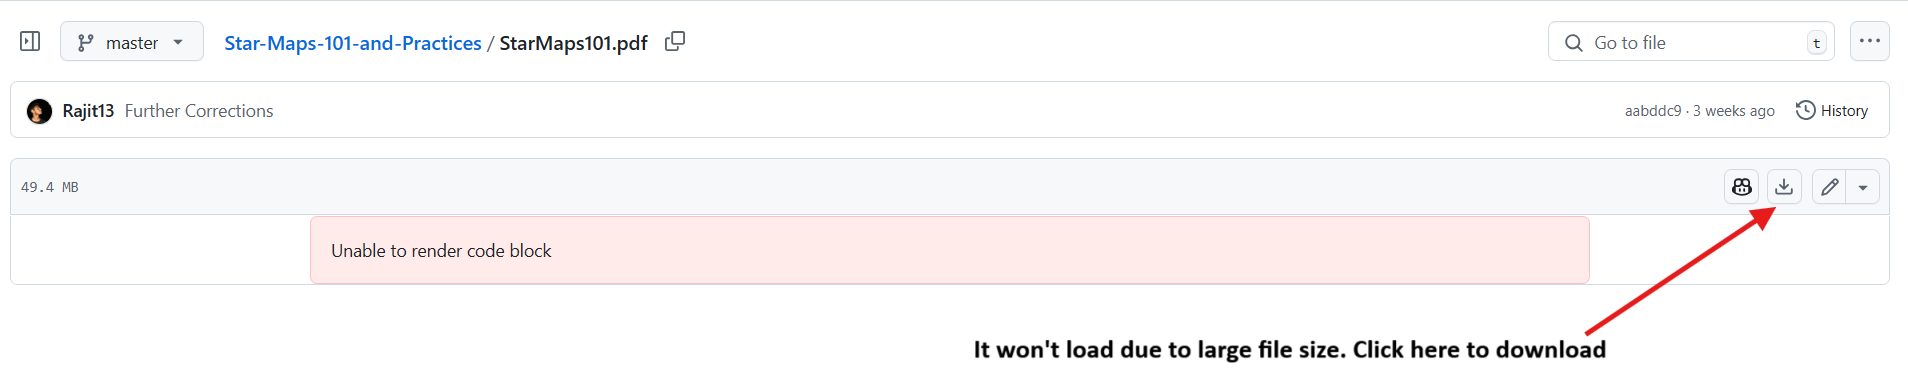 master
Star-Maps-101-and-Practices / StarMaps101.pdf
Go to file
t
Rajit13 Further Corrections
aabddc9 · 3 weeks ago
History
49.4 MB
Unable to render code block
It won't load due to large file size. Click here to download